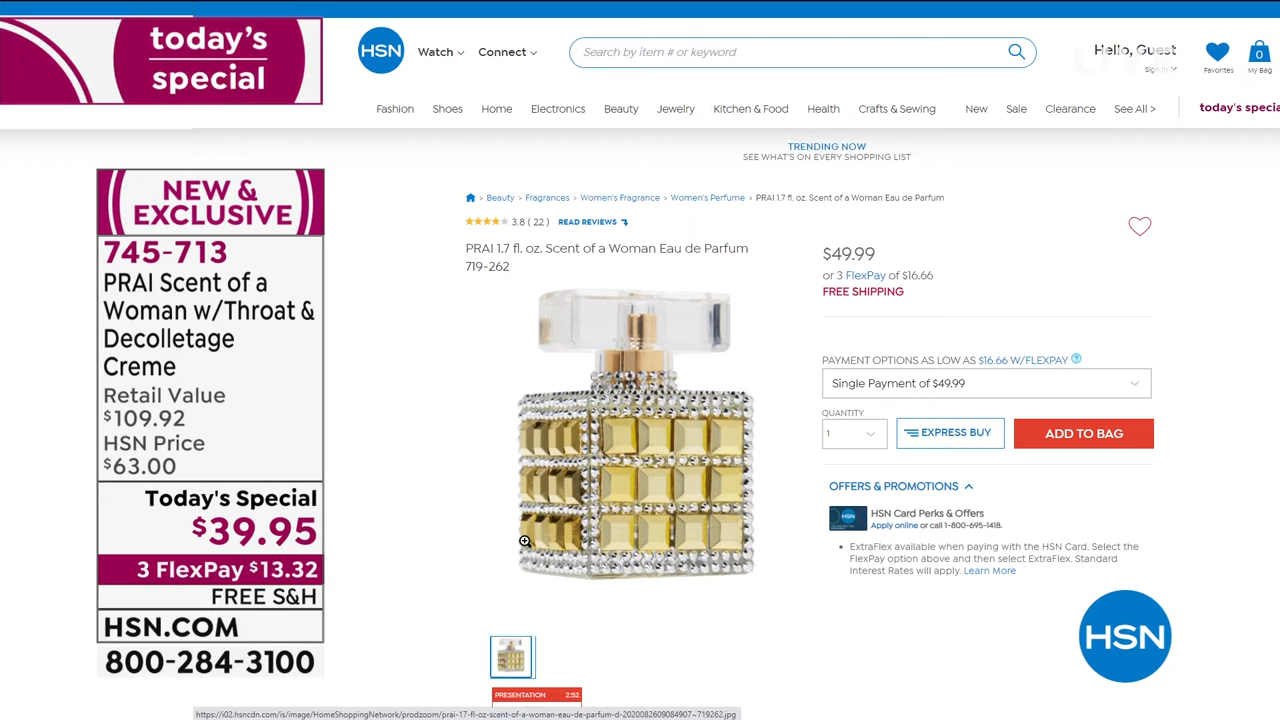 today's
special
HSN
Watch
Connect
Search by item # or keyword
Hello, Guest
Sign In
Favorites
0
My Bag
Fashion
Shoes
Home
Electronics
Beauty
Jewelry
Kitchen & Food
Health
Crafts & Sewing
New
Sale
Clearance
See All >
today's specia
TRENDING NOW
SEE WHAT'S ON EVERY SHOPPING LIST
NEW &
EXCLUSIVE
745-713
PRAI Scent of a
Woman w/Throat &
Decolletage
Creme
Retail Value
$109.92
HSN Price
$63.00
Today's Special
$39.95
3 FlexPay $13.32
FREE S&H
HSN.COM
800-284-3100
> Beauty > Fragrances > Women's Fragrance > Women's Perfume > PRAI 1.7 fl. oz. Scent of a Woman Eau de Parfum
3.8 ( 22 ) READ REVIEWS
PRAI 1.7 fl. oz. Scent of a Woman Eau de Parfum
719-262
$49.99
or 3 FlexPay of $16.66
FREE SHIPPING
PAYMENT OPTIONS AS LOW AS $16.66 W/FLEXPAY ?
Single Payment of $49.99
QUANTITY
1
EXPRESS BUY
ADD TO BAG
OFFERS & PROMOTIONS
HSN
HSN Card Perks & Offers
Apply online or call 1-800-695-1418.
• ExtraFlex available when paying with the HSN Card. Select the
FlexPay option above and then select ExtraFlex. Standard
Interest Rates will apply. Learn More
HSN
PRESENTATION 2:52
https://i02.hsncdn.com/is/image/HomeShoppingNetwork/prodzoom/prai-17-fl-oz-scent-of-a-woman-eau-de-parfum-d-2020082609084907~719262.jpg